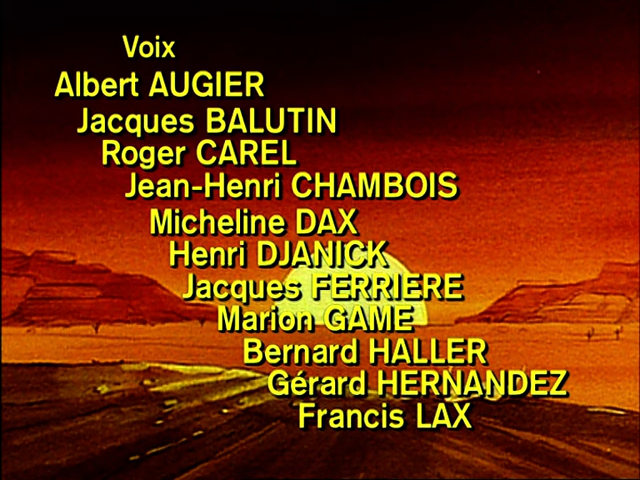 Voix
Albert AUGIER
Jacques BALUTIN
Roger CAREL
Jean-Henri CHAMBOIS
Micheline DAX
Henri DJANICK
Jacques FERRIERE
Marion GAME
Bernard HALLER
Gérard HERNANDEZ
Francis LAX